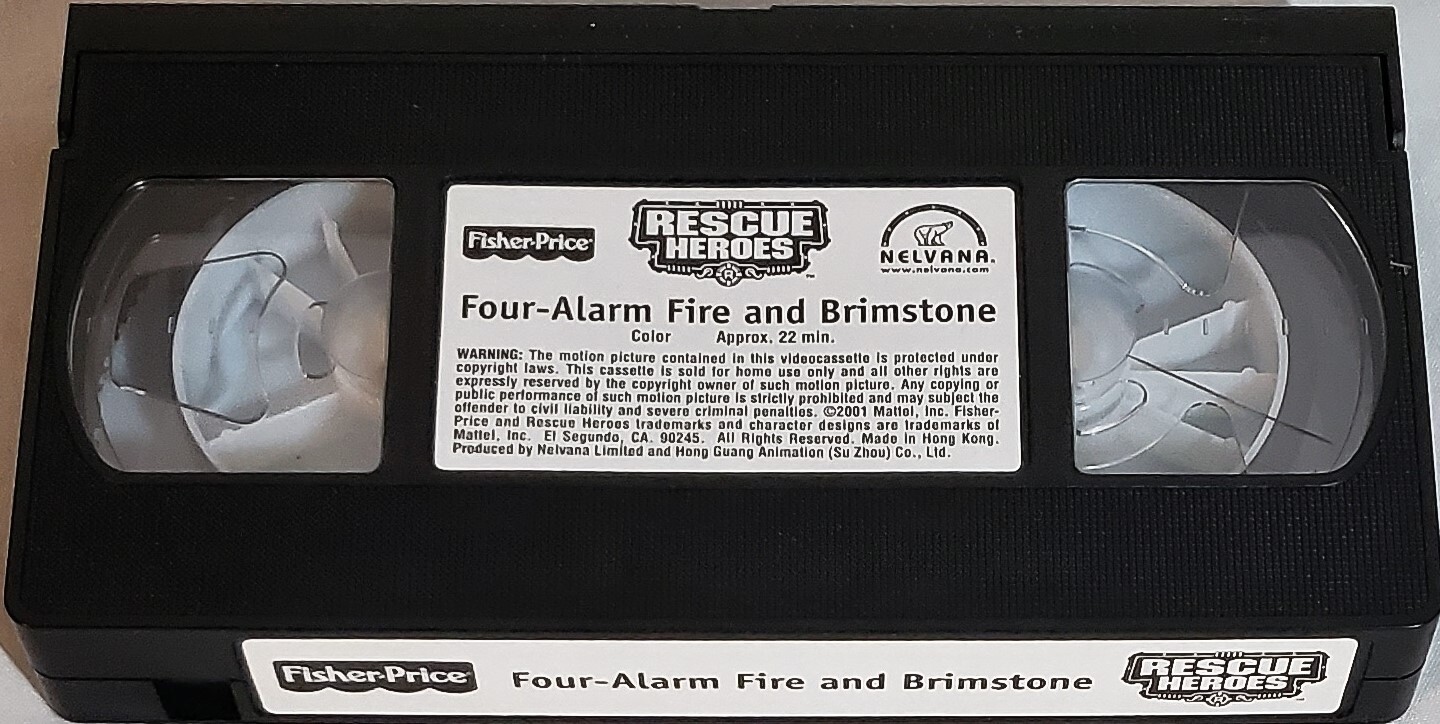 Fisher-Price
RESCUE
HEROES
™
NELVANA®
www.nelvana.com
Four-Alarm Fire and Brimstone
Color Approx. 22 min.
WARNING: The motion picture contained in this videocassette is protected under
copyright laws. This cassette is sold for home use only and all other rights are
expressly reserved by the copyright owner of such motion picture. Any copying or
public performance of such motion picture is strictly prohibited and may subject the
offender to civil liability and severe criminal penalties. ©2001 Mattel, Inc. Fisher-
Price and Rescue Heroes trademarks and character designs are trademarks of
Mattel, Inc. El Segundo, CA. 90245. All Rights Reserved. Made in Hong Kong.
Produced by Nelvana Limited and Hong Guang Animation (Su Zhou) Co., Ltd.
Fisher-Price Four-Alarm Fire and Brimstone RESCUE
HEROES